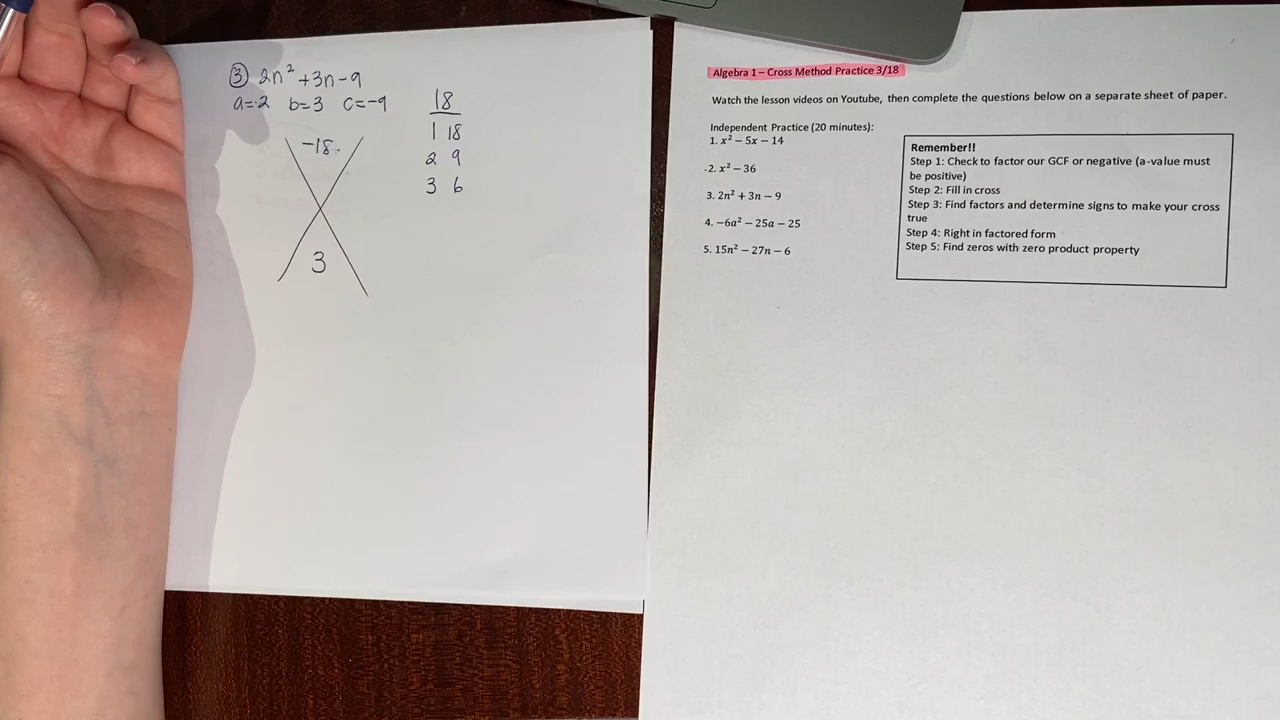 ③ 2n² + 3n - 9
a=2 b=3 c=-9
-18
3
18
1 18
2 9
3 6
Algebra 1 – Cross Method Practice 3/18
Watch the lesson videos on Youtube, then complete the questions below on a separate sheet of paper.
Independent Practice (20 minutes):
1. x² – 5x – 14
2. x² – 36
3. 2n² + 3n – 9
4. –6a² – 25a – 25
5. 15n² – 27n – 6
Remember!!
Step 1: Check to factor our GCF or negative (a-value must
be positive)
Step 2: Fill in cross
Step 3: Find factors and determine signs to make your cross
true
Step 4: Right in factored form
Step 5: Find zeros with zero product property